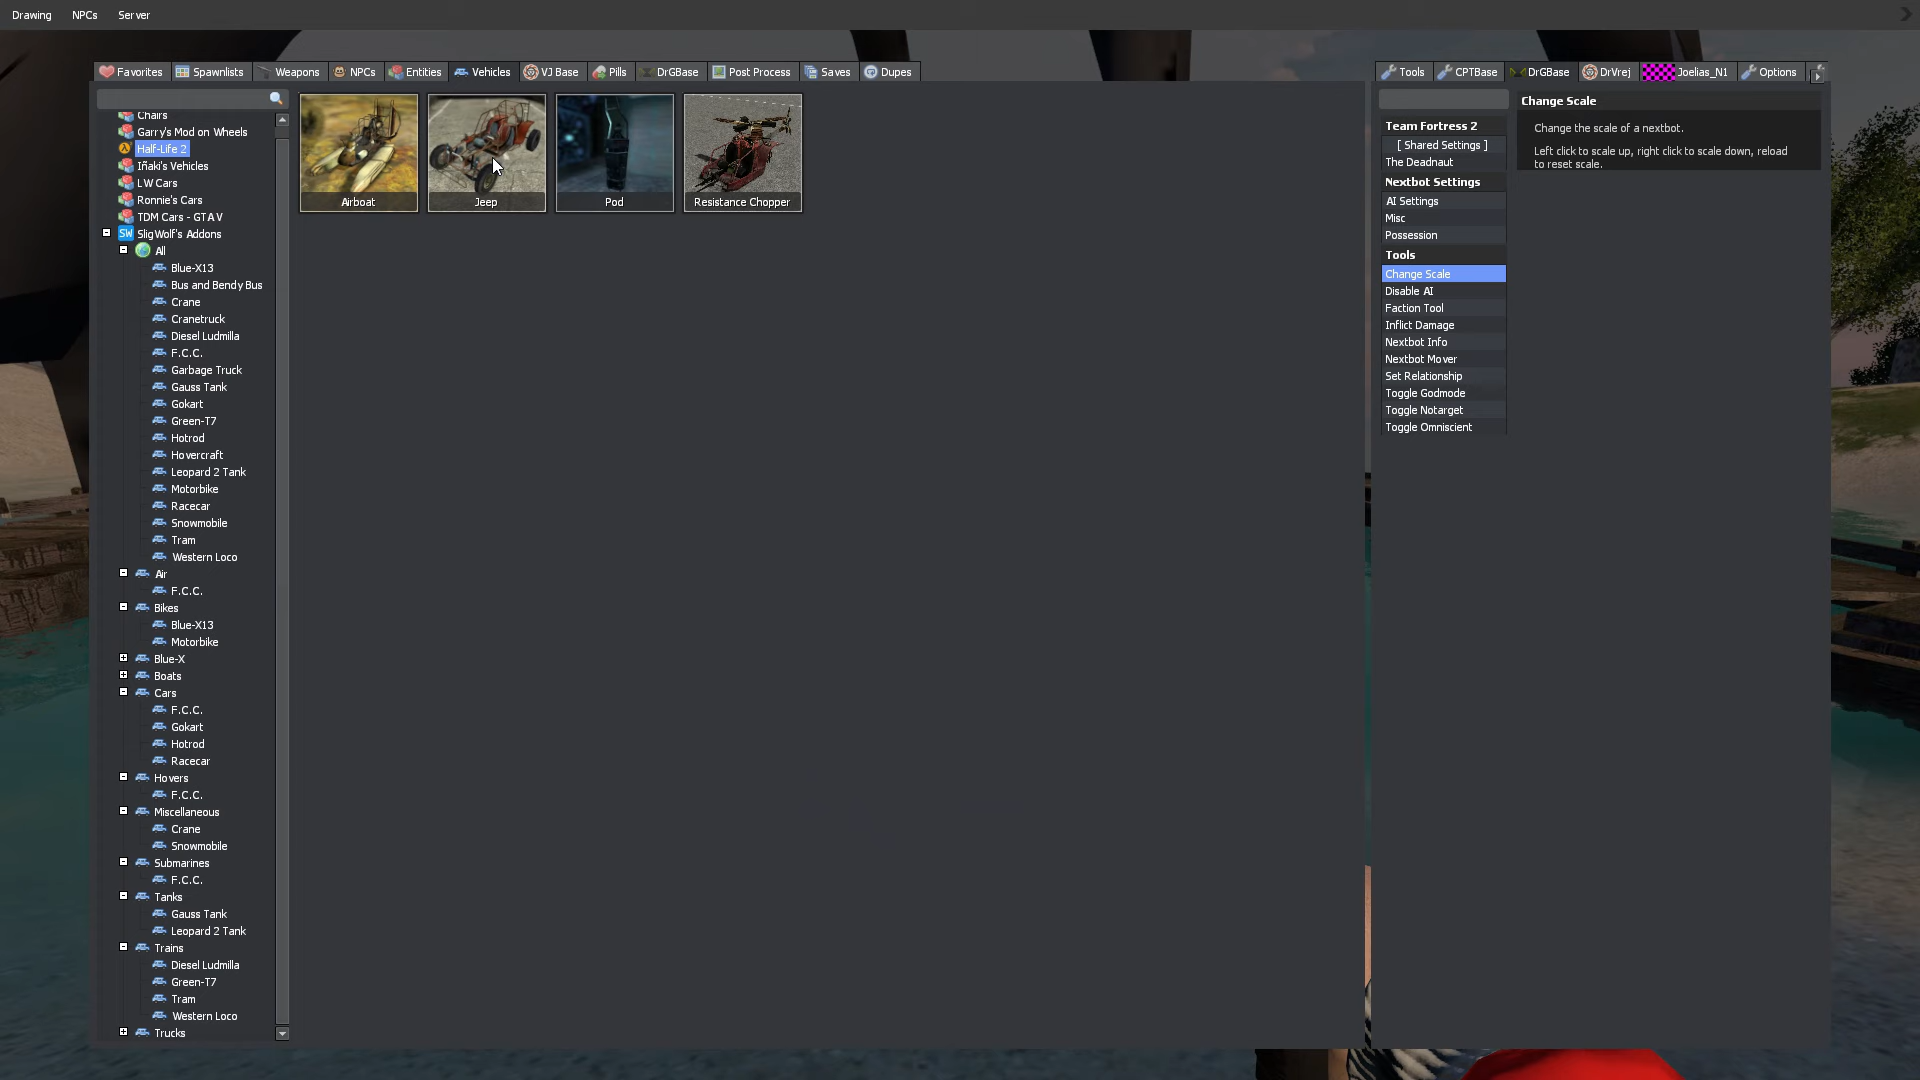 Drawing NPCs Server
Favorites Spawnlists Weapons NPCs Entities Vehicles VJ Base Pills DrGBase Post Process Saves Dupes
Chairs
Garry's Mod on Wheels
Half-Life 2
Iñaki's Vehicles
LW Cars
Ronnie's Cars
TDM Cars - GTA V
SW SligWolf's Addons
All
Blue-X13
Bus and Bendy Bus
Crane
Cranetruck
Diesel Ludmilla
F.C.C.
Garbage Truck
Gauss Tank
Gokart
Green-T7
Hotrod
Hovercraft
Leopard 2 Tank
Motorbike
Racecar
Snowmobile
Tram
Western Loco
Air
F.C.C.
Bikes
Blue-X13
Motorbike
Blue-X
Boats
Cars
F.C.C.
Gokart
Hotrod
Racecar
Hovers
F.C.C.
Miscellaneous
Crane
Snowmobile
Submarines
F.C.C.
Tanks
Gauss Tank
Leopard 2 Tank
Trains
Diesel Ludmilla
Green-T7
Tram
Western Loco
Trucks
Airboat
Jeep
Pod
Resistance Chopper
Tools CPTBase DrGBase DrVrej Joelias_N1 Options
Team Fortress 2
[ Shared Settings ]
The Deadnaut
Nextbot Settings
AI Settings
Misc
Possession
Tools
Change Scale
Disable AI
Faction Tool
Inflict Damage
Nextbot Info
Nextbot Mover
Set Relationship
Toggle Godmode
Toggle Notarget
Toggle Omniscient
Change Scale
Change the scale of a nextbot.
Left click to scale up, right click to scale down, reload
to reset scale.